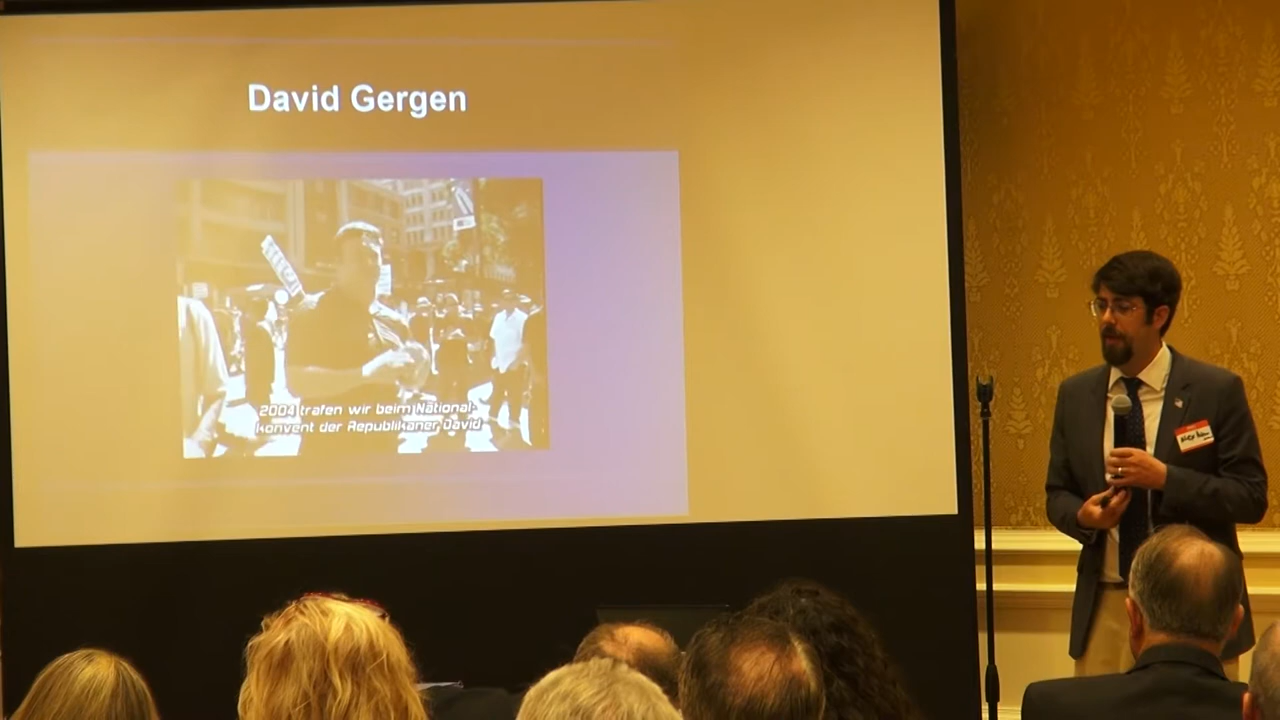 David Gergen
2004 trafen wir beim National-
konvent der Republikaner David